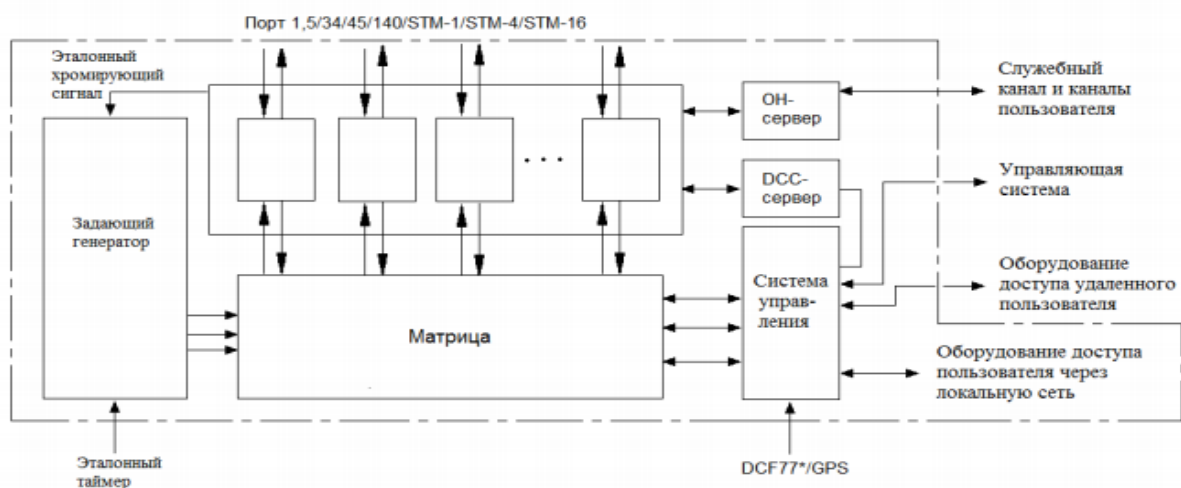 Порт 1,5/34/45/140/STM-1/STM-4/STM-16
Эталонный
хромирующий
сигнал
Задающий
генератор
Эталонный
таймер
• • •
Матрица
ОН-
сервер
DCC-
сервер
Система
управ-
ления
DCF77*/GPS
Служебный
канал и каналы
пользователя
Управляющая
система
Оборудование
доступа удаленного
пользователя
Оборудование доступа
пользователя через
локальную сеть